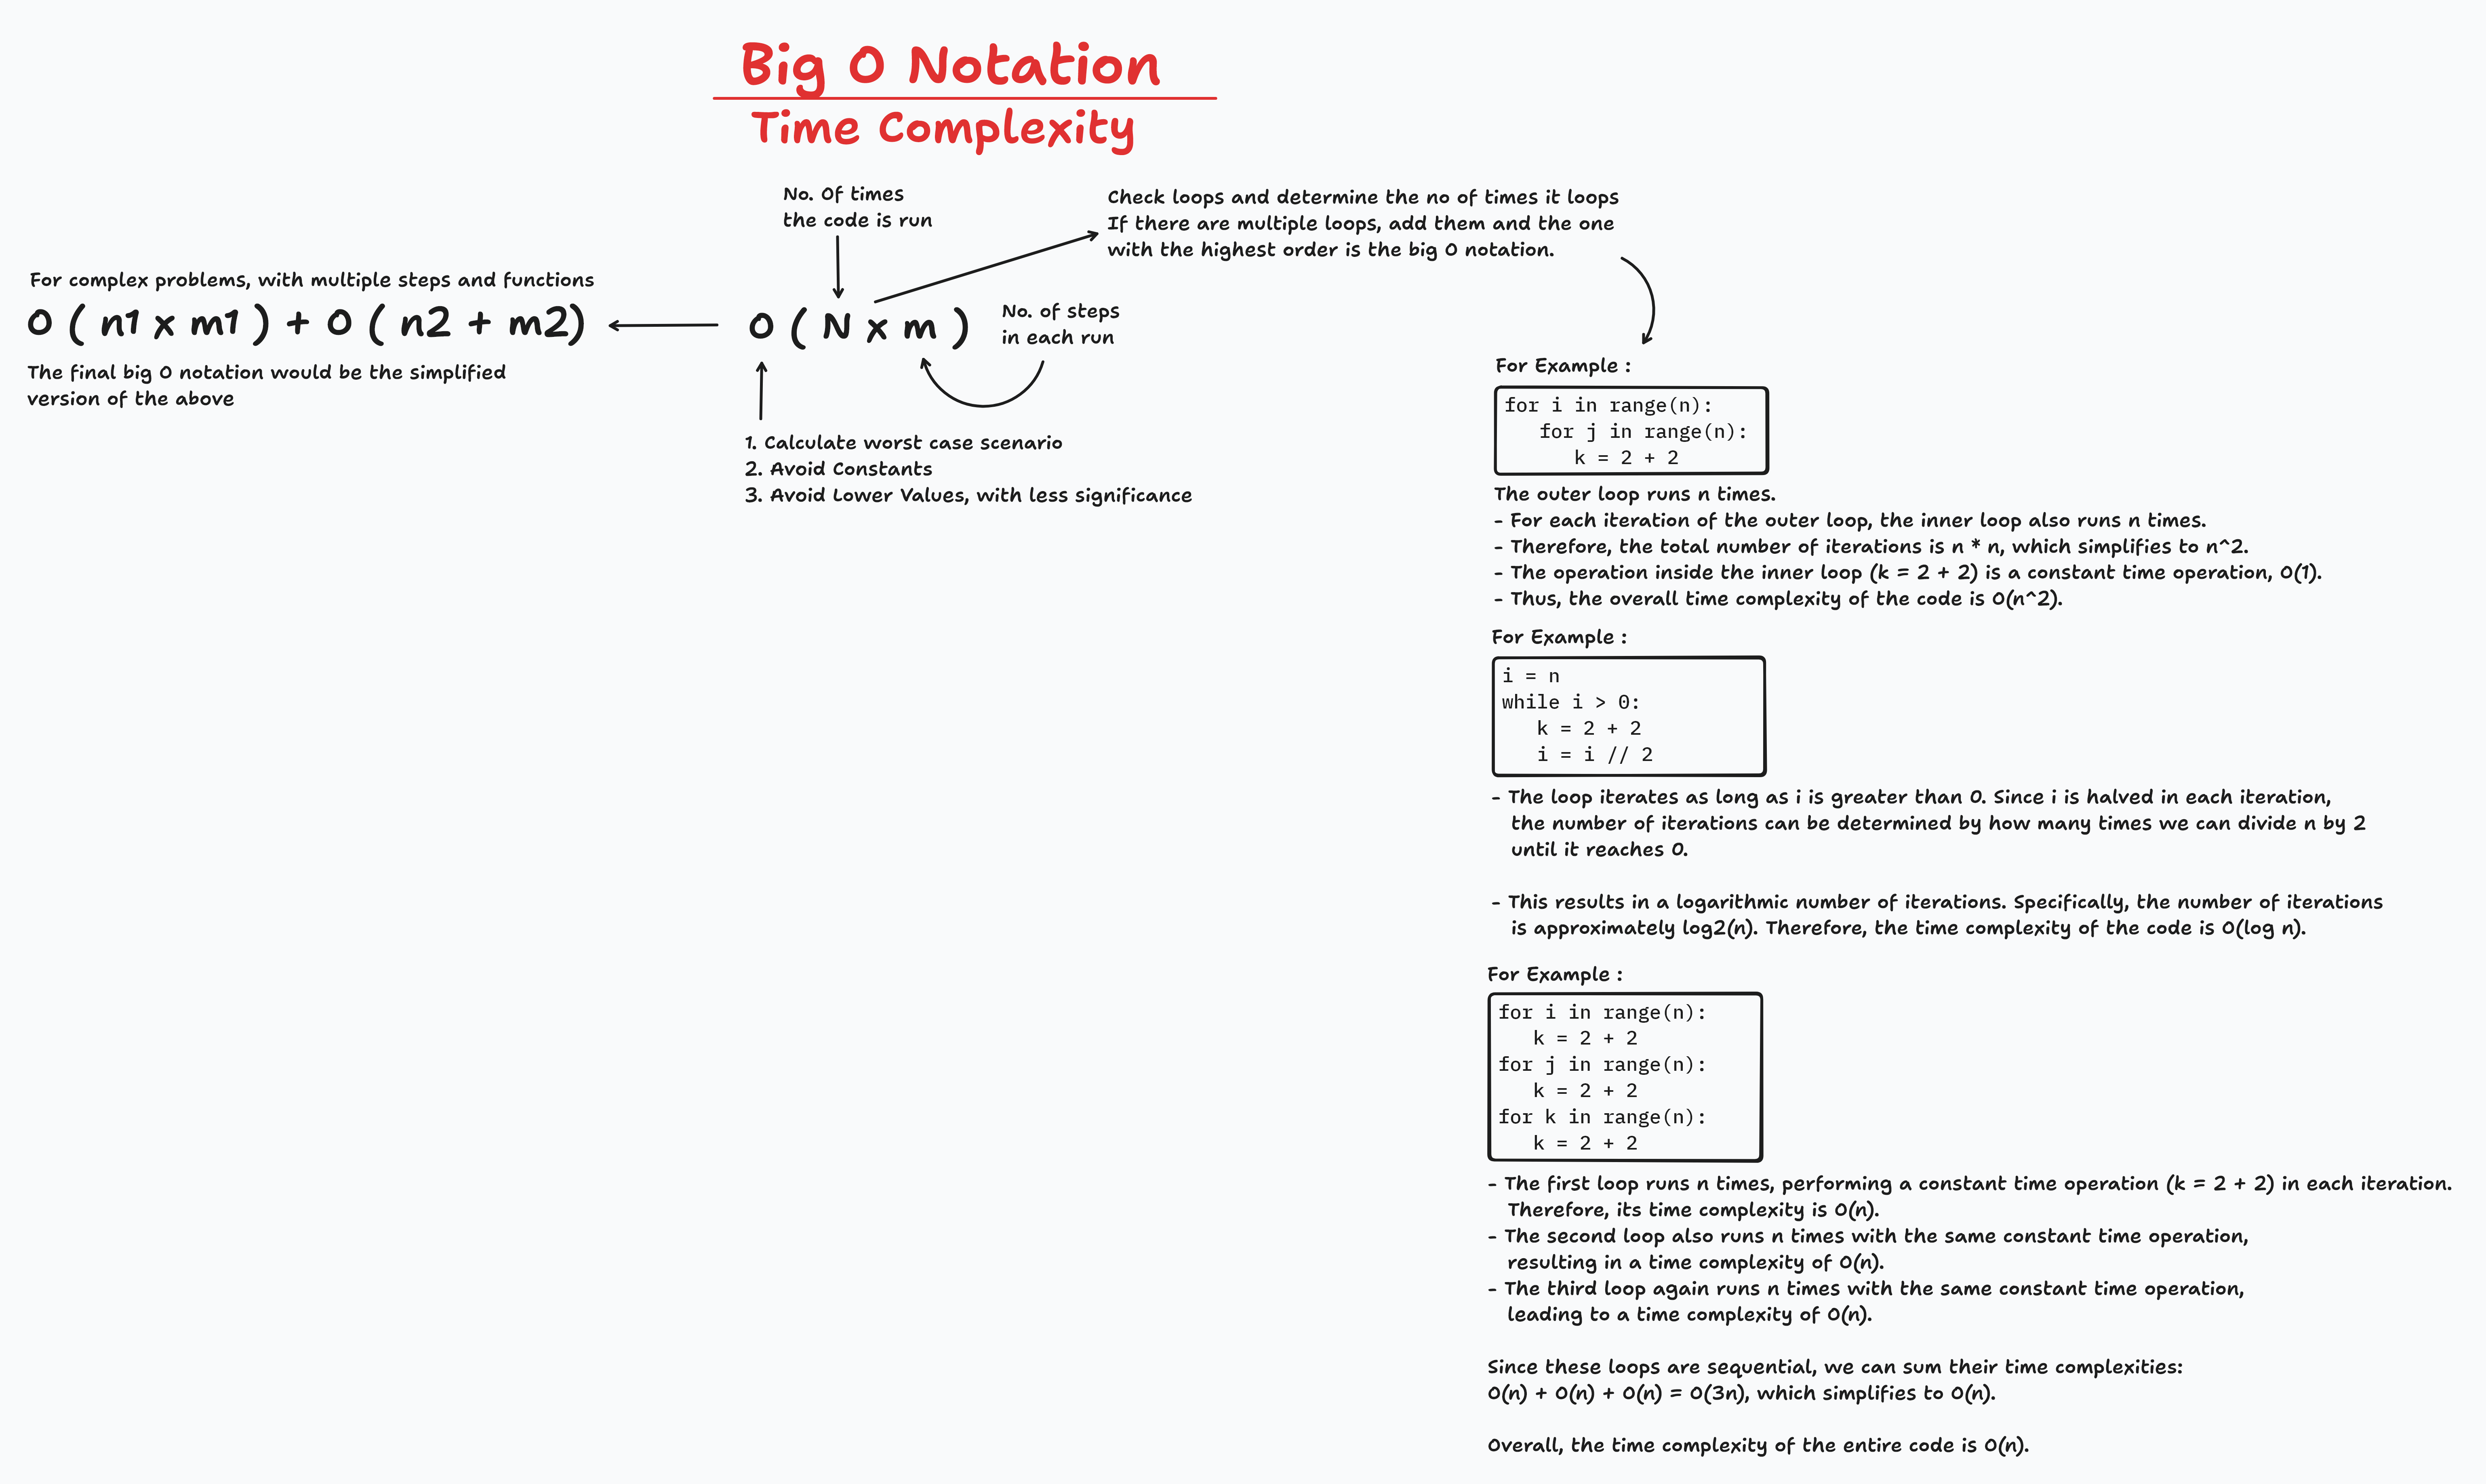 Big O Notation
Time Complexity
No. Of times
the code is run
Check loops and determine the no of times it loops
If there are multiple loops, add them and the one
with the highest order is the big O notation.
For complex problems, with multiple steps and functions
O ( n1 x m1 ) + O ( n2 + m2)
The final big O notation would be the simplified
version of the above
O ( N x m )
No. of steps
in each run
1. Calculate worst case scenario
2. Avoid Constants
3. Avoid Lower Values, with less significance
For Example :
for i in range(n):
   for j in range(n):
      k = 2 + 2
The outer loop runs n times.
- For each iteration of the outer loop, the inner loop also runs n times.
- Therefore, the total number of iterations is n * n, which simplifies to n^2.
- The operation inside the inner loop (k = 2 + 2) is a constant time operation, O(1).
- Thus, the overall time complexity of the code is O(n^2).
For Example :
i = n
while i > 0:
   k = 2 + 2
   i = i // 2
- The loop iterates as long as i is greater than 0. Since i is halved in each iteration,
the number of iterations can be determined by how many times we can divide n by 2
until it reaches 0.
- This results in a logarithmic number of iterations. Specifically, the number of iterations
is approximately log2(n). Therefore, the time complexity of the code is O(log n).
For Example :
for i in range(n):
   k = 2 + 2
for j in range(n):
   k = 2 + 2
for k in range(n):
   k = 2 + 2
- The first loop runs n times, performing a constant time operation (k = 2 + 2) in each iteration.
Therefore, its time complexity is O(n).
- The second loop also runs n times with the same constant time operation,
resulting in a time complexity of O(n).
- The third loop again runs n times with the same constant time operation,
leading to a time complexity of O(n).
Since these loops are sequential, we can sum their time complexities:
O(n) + O(n) + O(n) = O(3n), which simplifies to O(n).
Overall, the time complexity of the entire code is O(n).